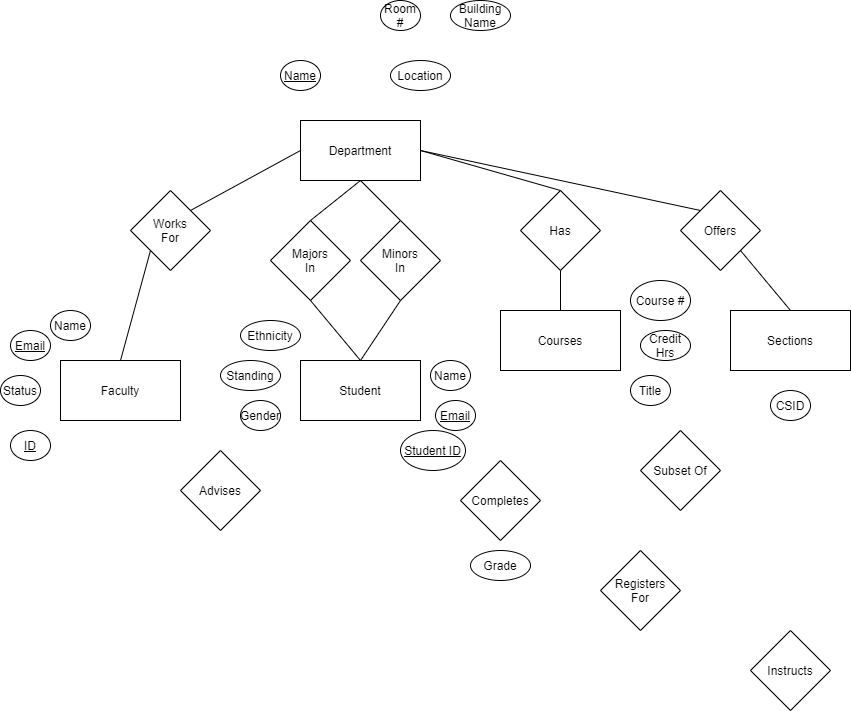 Room
#
Building
Name
Name
Location
Department
Works
For
Majors
In
Minors
In
Has
Offers
Course #
Name
Ethnicity
Email
Courses
Credit
Hrs
Sections
Standing
Name
Status
Faculty
Student
Title
CSID
Gender
Email
ID
Student ID
Subset Of
Advises
Completes
Grade
Registers
For
Instructs